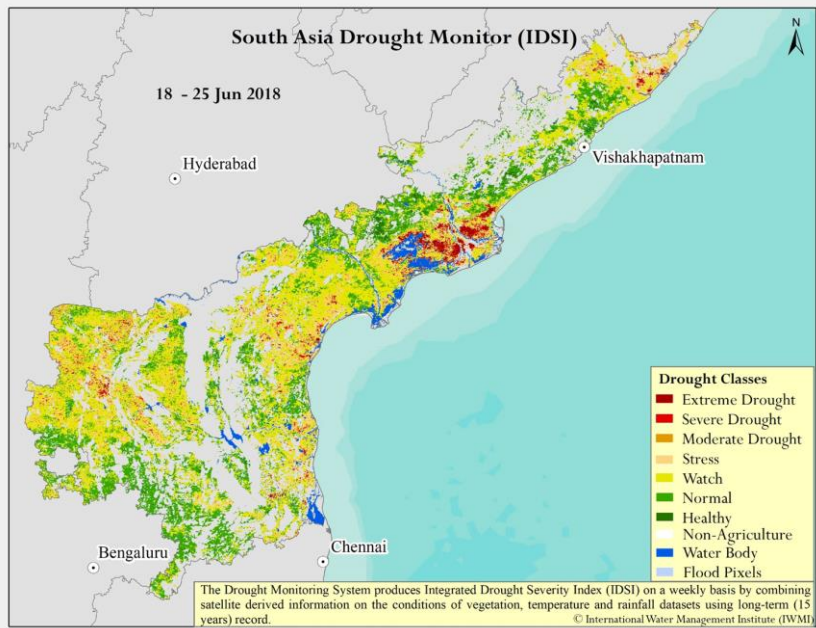 South Asia Drought Monitor (IDSI)
N
18 - 25 Jun 2018
Hyderabad
Vishakhapatnam
Bengaluru
Chennai
Drought Classes
Extreme Drought
Severe Drought
Moderate Drought
Stress
Watch
Normal
Healthy
Non-Agriculture
Water Body
Flood Pixels
The Drought Monitoring System produces Integrated Drought Severity Index (IDSI) on a weekly basis by combining
satellite derived information on the conditions of vegetation, temperature and rainfall datasets using long-term (15
years) record.
© International Water Management Institute (IWMI)